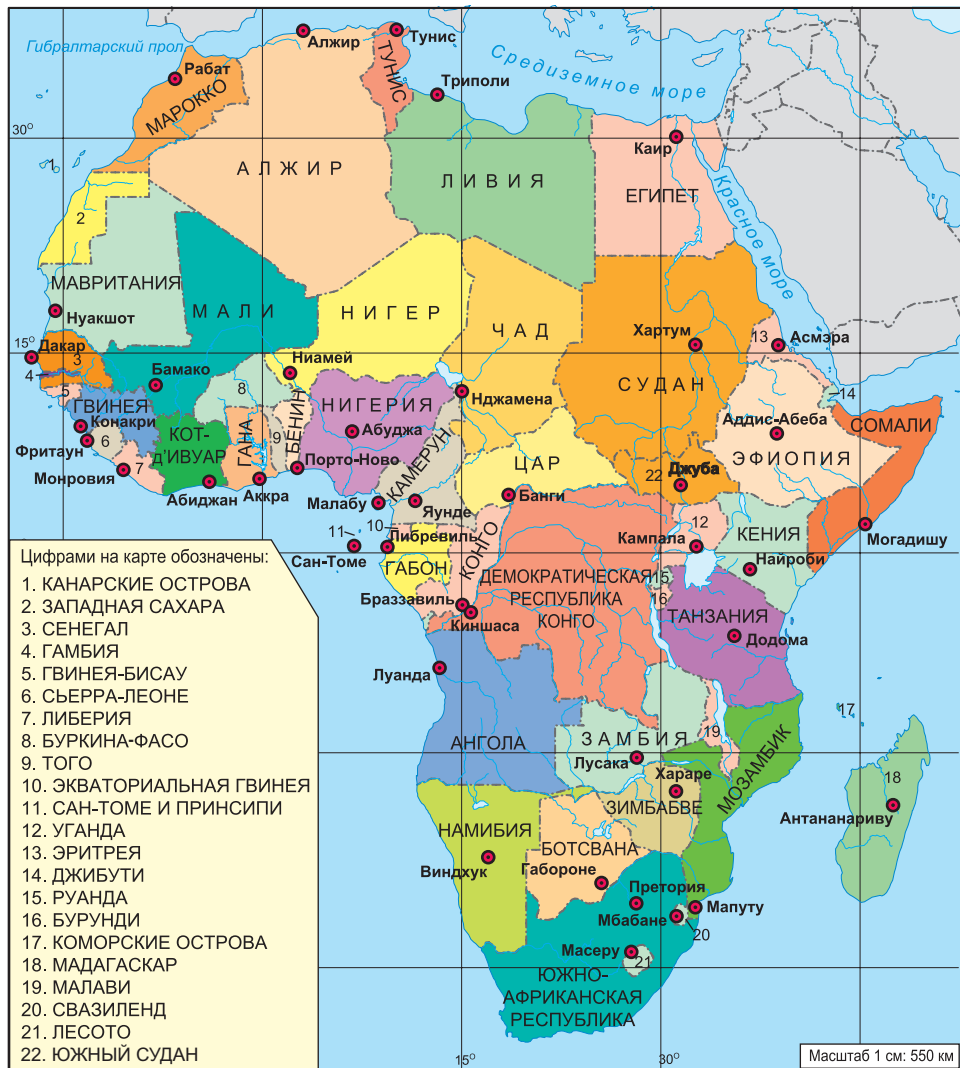 Гибралтарский прол.
Алжир
Тунис
ТУНИС
Рабат
МАРОККО
Триполи
Средиземное море
30°
Каир
1
АЛЖИР
ЛИВИЯ
ЕГИПЕТ
Красное море
2
МАВРИТАНИЯ
Нуакшот
МАЛИ
НИГЕР
ЧАД
Хартум
13
Асмэра
15°
Дакар
3
4
5
Бамако
Ниамей
8
НИГЕРИЯ
Нджамена
СУДАН
14
ГВИНЕЯ
Конакри
Фритаун
6
КОТ-
д'ИВУАР
ГАНА
9
БЕНИН
Абуджа
Аддис-Абеба
СОМАЛИ
ЭФИОПИЯ
Монровия
7
Абиджан
Аккра
Порто-Ново
КАМЕРУН
ЦАР
22
Джуба
Малабу
Яунде
Банги
11
10
Пибревиль
Сан-Томе
ГАБОН
КОНГО
12
Кампала
КЕНИЯ
Найроби
Могадишу
ДЕМОКРАТИЧЕСКАЯ
РЕСПУБЛИКА
КОНГО
15
16
Браззавиль
Киншаса
ТАНЗАНИЯ
Додома
Луанда
АНГОЛА
ЗАМБИЯ
Лусака
19
17
Хараре
МОЗАМБИК
ЗИМБАБВЕ
18
Антананариву
НАМИБИЯ
Виндхук
БОТСВАНА
Габороне
Претория
Мбабане
Мапуту
20
Масеру
21
ЮЖНО-
АФРИКАНСКАЯ
РЕСПУБЛИКА
15°
30°
Масштаб 1 см: 550 км
Цифрами на карте обозначены:
1. КАНАРСКИЕ ОСТРОВА
2. ЗАПАДНАЯ САХАРА
3. СЕНЕГАЛ
4. ГАМБИЯ
5. ГВИНЕЯ-БИСАУ
6. СЬЕРРА-ЛЕОНЕ
7. ЛИБЕРИЯ
8. БУРКИНА-ФАСО
9. ТОГО
10. ЭКВАТОРИАЛЬНАЯ ГВИНЕЯ
11. САН-ТОМЕ И ПРИНСИПИ
12. УГАНДА
13. ЭРИТРЕЯ
14. ДЖИБУТИ
15. РУАНДА
16. БУРУНДИ
17. КОМОРСКИЕ ОСТРОВА
18. МАДАГАСКАР
19. МАЛАВИ
20. СВАЗИЛЕНД
21. ЛЕСОТО
22. ЮЖНЫЙ СУДАН